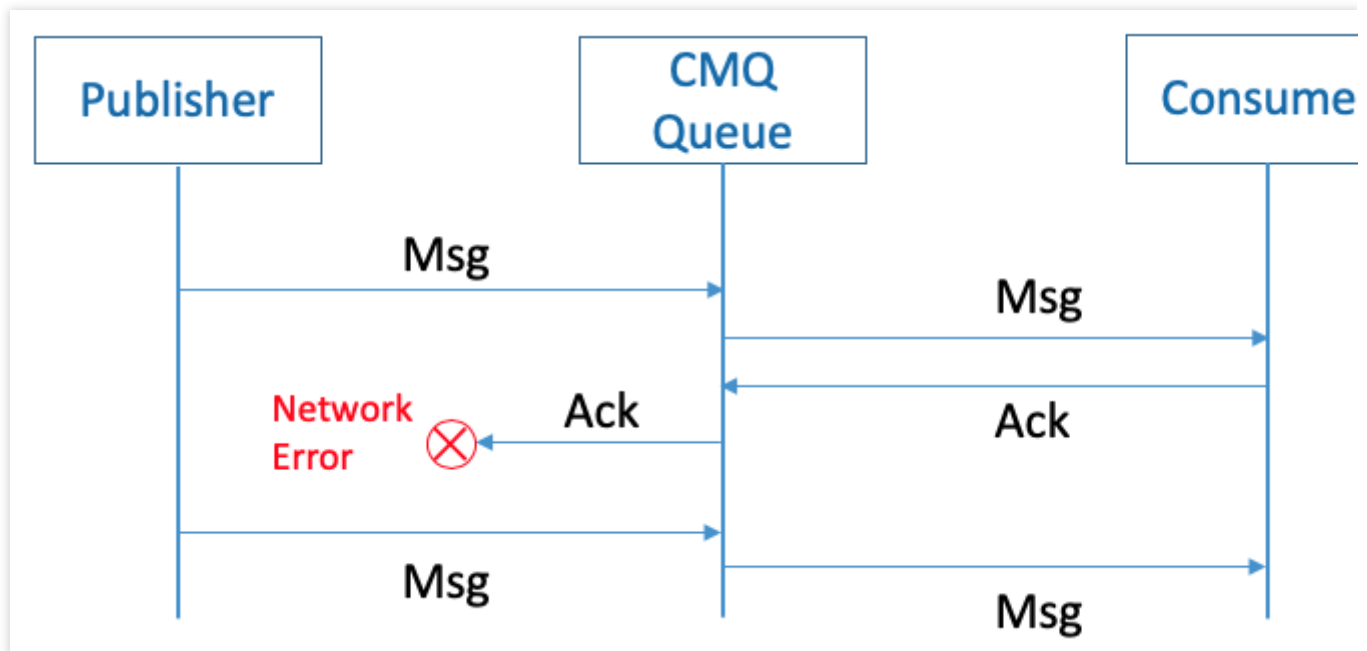 Publisher
CMQ
Queue
Consume
Msg
Msg
Network
Error
Ack
Ack
Msg
Msg